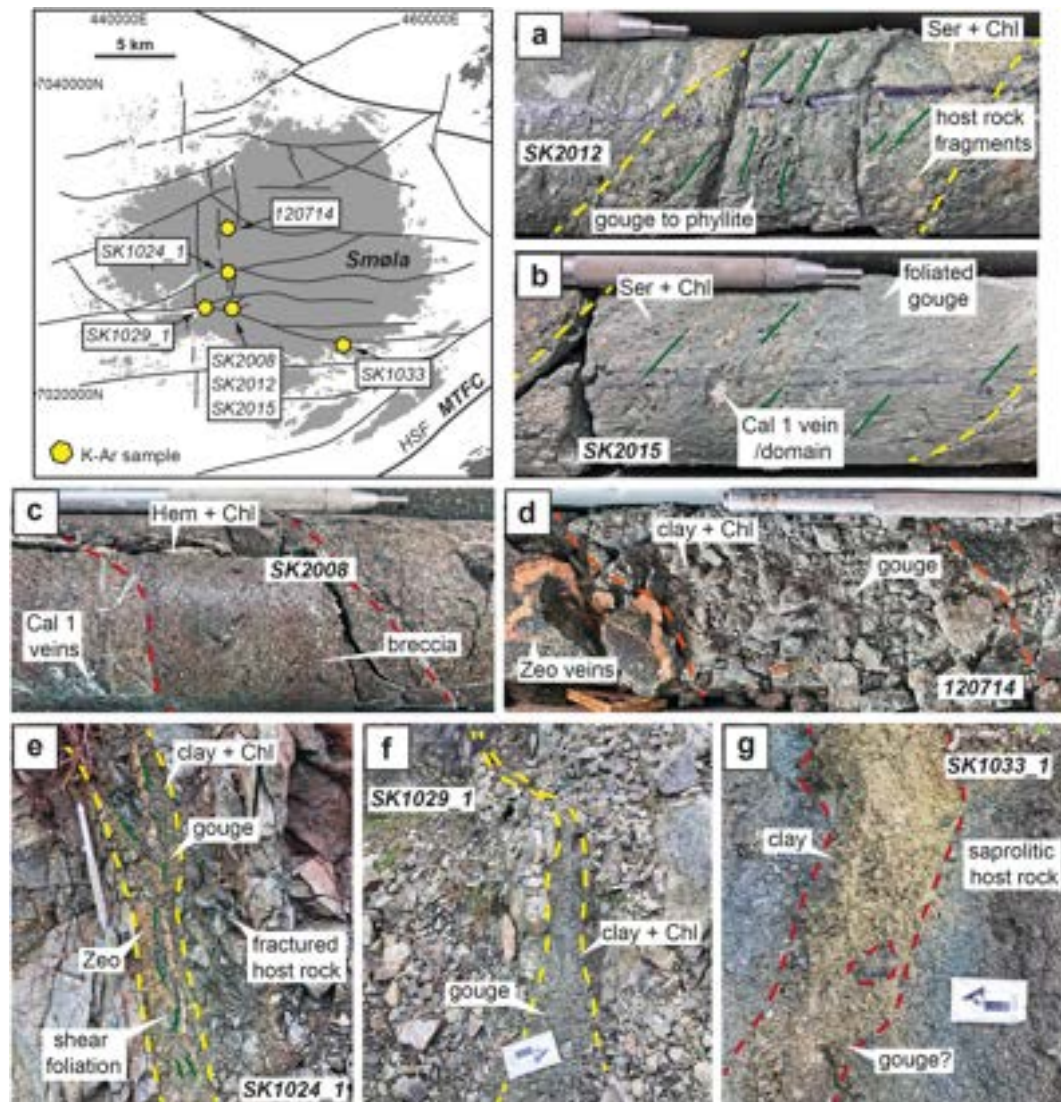 440000E
460000E
5 km
7040000N
120714
SK1024_1
Smøla
SK1029_1
SK2008
SK2012
SK2015
SK1033
7020000N
HSF
MTFC
K-Ar sample
a
Ser + Chl
SK2012
host rock
fragments
gouge to phyllite
b
Ser + Chl
foliated
gouge
Cal 1 vein
/domain
SK2015
c
Hem + Chl
SK2008
Cal 1
veins
breccia
d
clay + Chl
gouge
Zeo veins
120714
e
clay + Chl
gouge
Zeo
fractured
host rock
shear
foliation
SK1024_1
f
SK1029_1
clay + Chl
gouge
g
SK1033_1
clay
saprolitic
host rock
gouge?